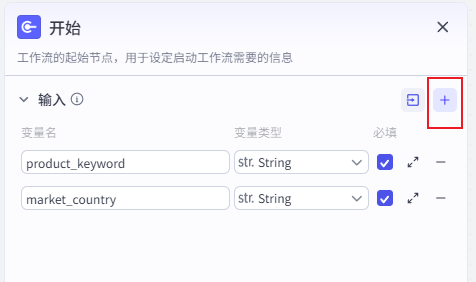 开始
工作流的起始节点，用于设定启动工作流需要的信息
输入
变量名 变量类型 必填
product_keyword str. String
market_country str. String